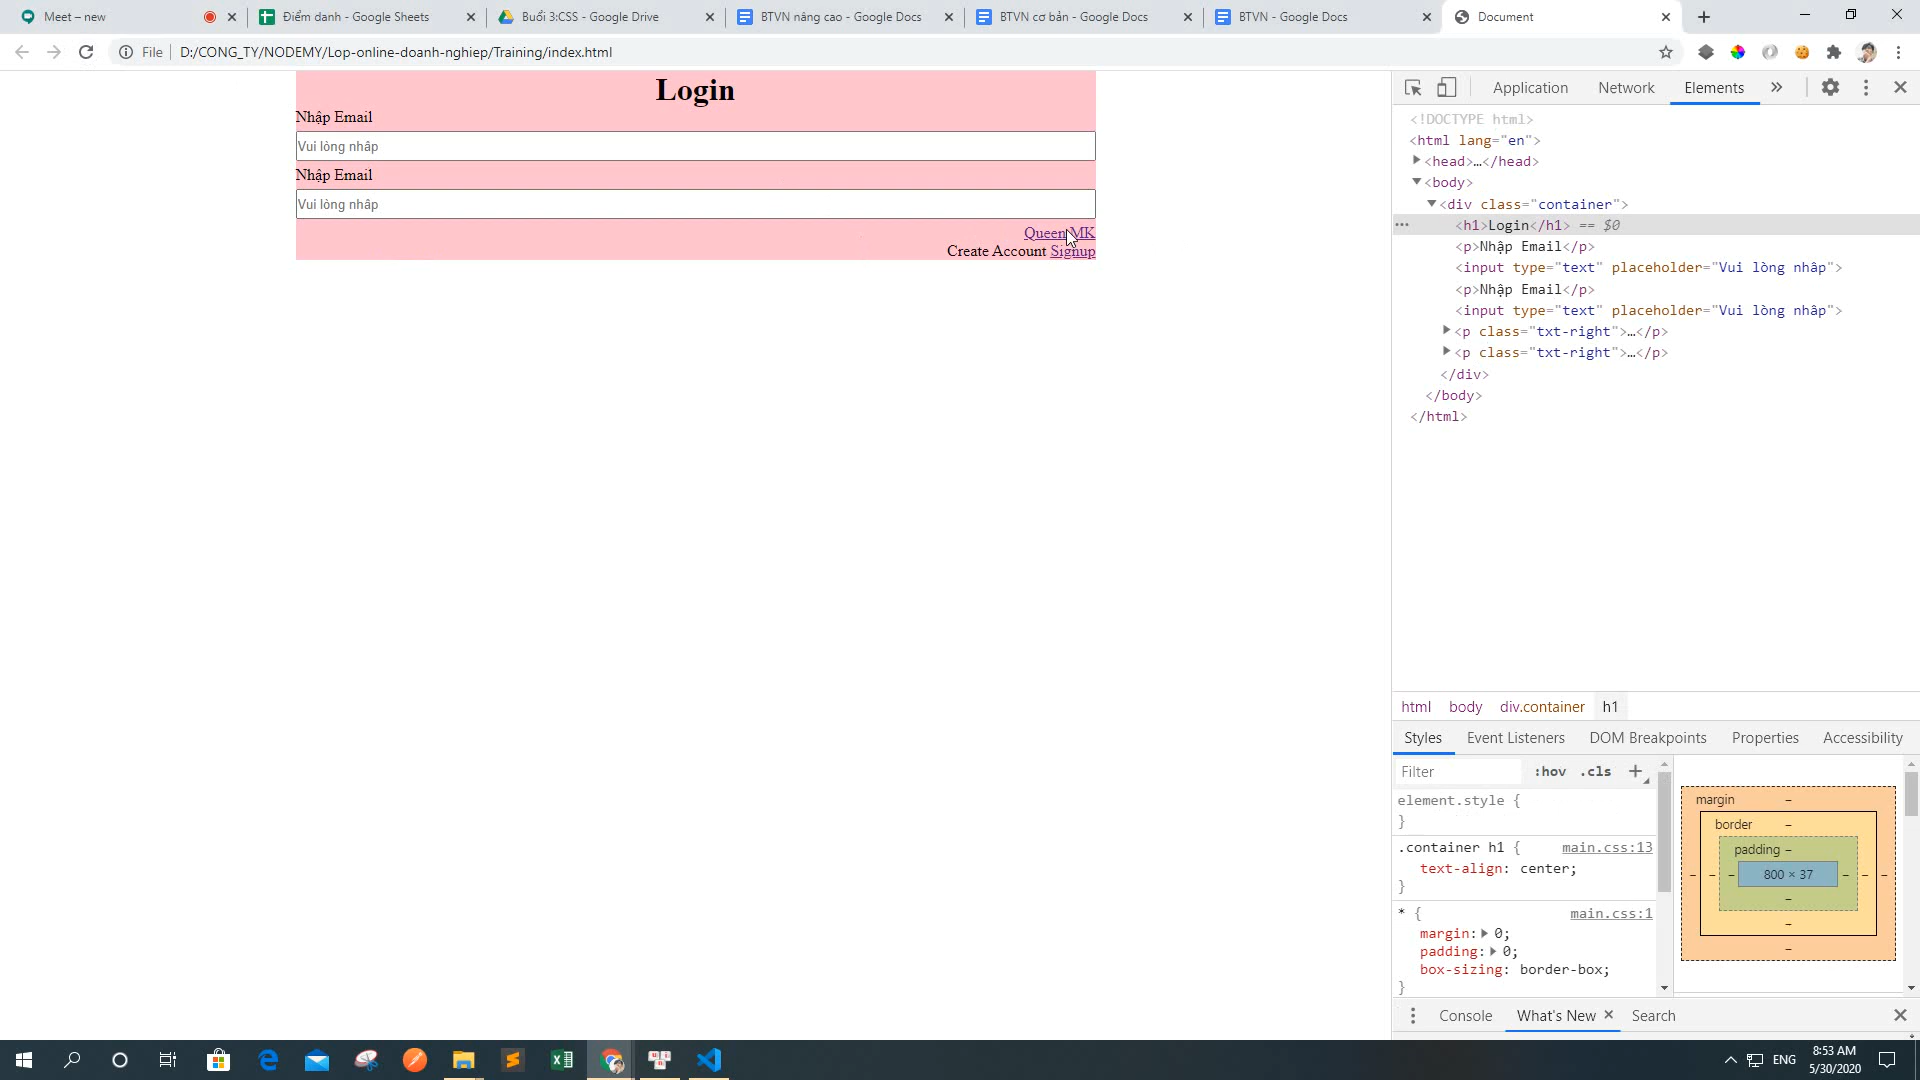 Meet – new
Điểm danh - Google Sheets
Buổi 3:CSS - Google Drive
BTVN nâng cao - Google Docs
BTVN cơ bản - Google Docs
BTVN - Google Docs
Document
File
D:/CONG_TY/NODEMY/Lop-online-doanh-nghiep/Training/index.html
Login
Nhập Email
Vui lòng nhâp
Nhập Email
Vui lòng nhâp
Queen MK
Create Account Signup
Application Network Elements
<!DOCTYPE html>
<html lang="en">
<head>…</head>
<body>
<div class="container">
<h1>Login</h1> == $0
<p>Nhập Email</p>
<input type="text" placeholder="Vui lòng nhâp">
<p>Nhập Email</p>
<input type="text" placeholder="Vui lòng nhâp">
<p class="txt-right">…</p>
<p class="txt-right">…</p>
</div>
</body>
</html>
html body div.container h1
Styles Event Listeners DOM Breakpoints Properties Accessibility
Filter :hov .cls +
element.style {
}
.container h1 { main.css:13
text-align: center;
}
* { main.css:1
margin: 0;
padding: 0;
box-sizing: border-box;
}
margin –
border –
padding –
– – – 800 × 37 – – –
–
–
–
Console What's New Search
ENG
8:53 AM
5/30/2020